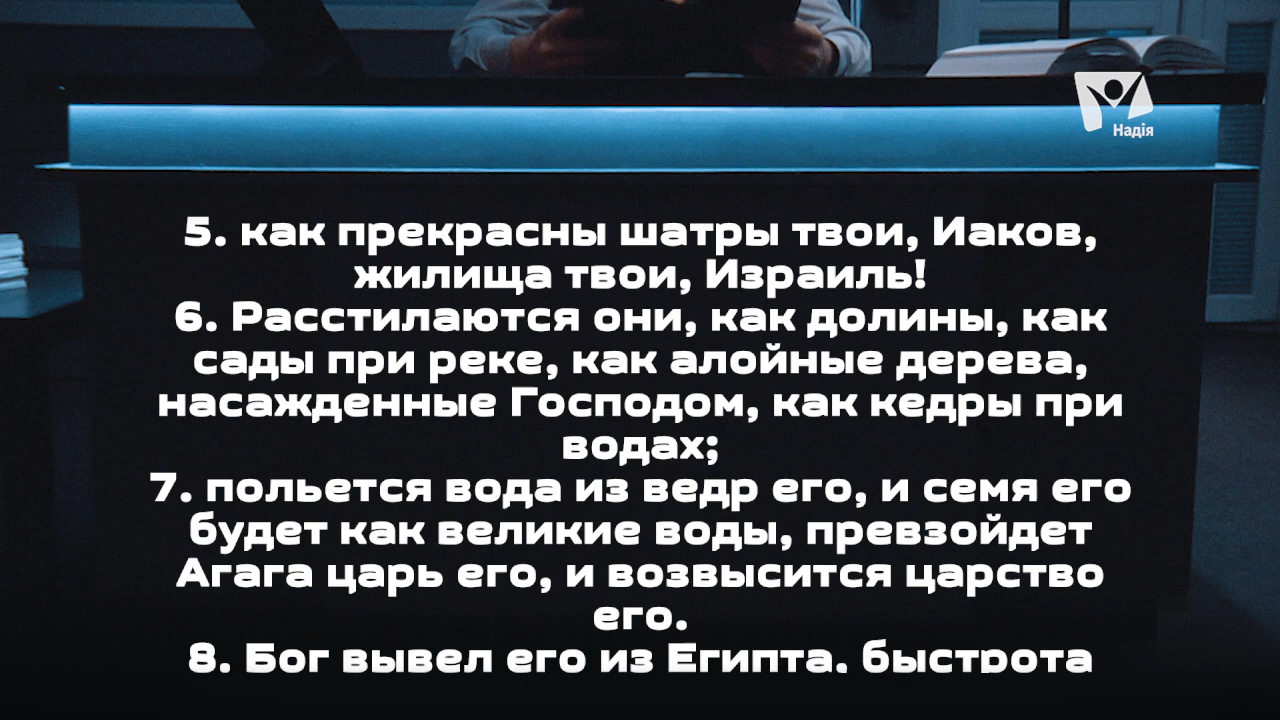 Надія
5. как прекрасны шатры твои, Иаков,
жилища твои, Израиль!
6. Расстилаются они, как долины, как
сады при реке, как алойные дерева,
насажденные Господом, как кедры при
водах;
7. польется вода из ведр его, и семя его
будет как великие воды, превзойдет
Агага царь его, и возвысится царство
его.
8. Бог вывел его из Египта, быстрота